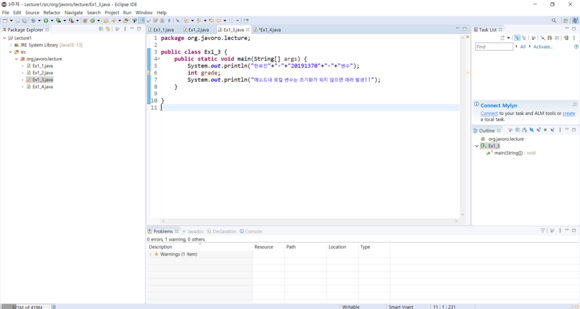 Lecture1/src/org/javoro/lecture/Ex1_3.java - Eclipse IDE
File Edit Source Refactor Navigate Search Project Run Window Help
Package Explorer
Lecture1
JRE System Library [JavaSE-13]
src
org.javoro.lecture
Ex1_1.java
Ex1_2.java
Ex1_3.java
Ex1_4.java
Ex1_1.java Ex1_2.java Ex1_3.java *Ex1_4.java
1 package org.javoro.lecture;
2
3 public class Ex1_3 {
4 public static void main(String[] args) {
5 System.out.println("한유진"+"-"+"20191370"+"-"+"변수");
6 int grade;
7 System.out.println("메소드내 로컬 변수는 초기화가 되지 않으면 에러 발생!!");
8 }
9
10 }
11
Task List
Find All Activate...
Connect Mylyn
Connect to your task and ALM tools or create
a local task.
Outline
org.javoro.lecture
Ex1_3
main(String[]) : void
Problems Javadoc Declaration Console
0 errors, 1 warning, 0 others
Description Resource Path Location Type
Warnings (1 item)
Writable Smart Insert 11 : 1 : 231